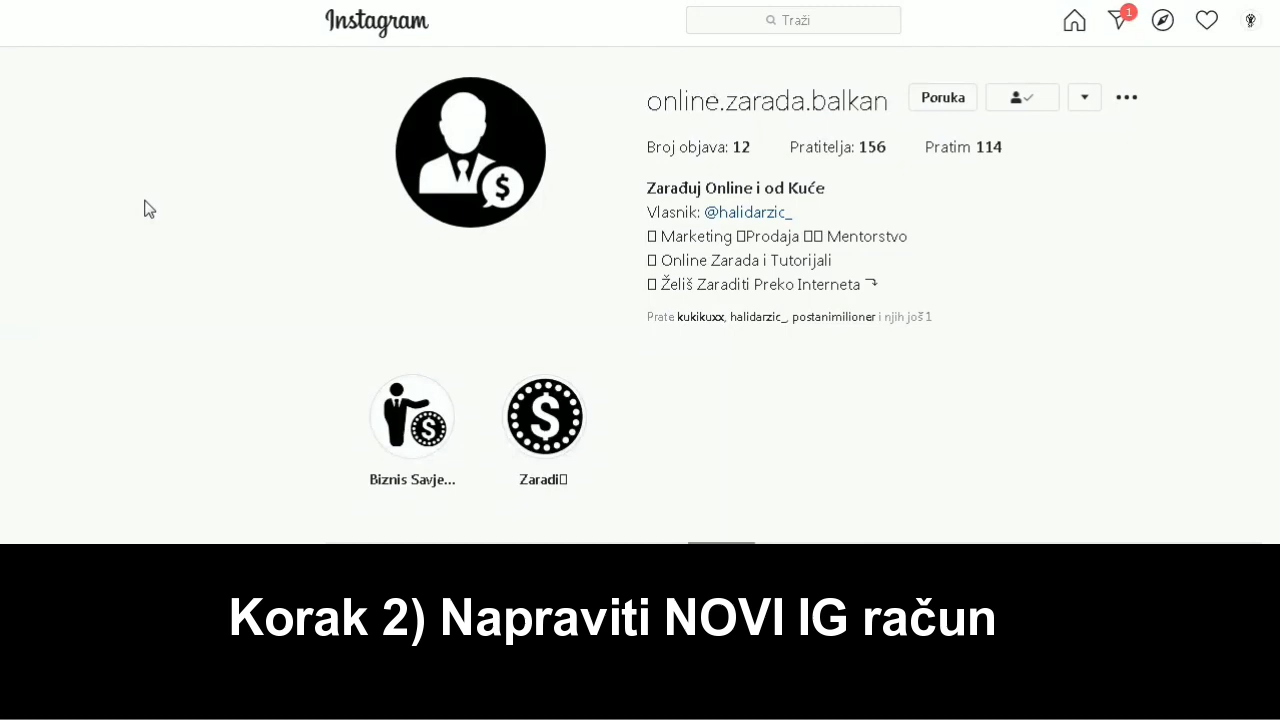 Instagram
Traži
1
online.zarada.balkan
Poruka
Broj objava: 12 Pratitelja: 156 Pratim 114
Zarađuj Online i od Kuće
Vlasnik: @halidarzic_
Marketing Prodaja Mentorstvo
Online Zarada i Tutorijali
Želiš Zaraditi Preko Interneta ⤵
Prate kukikuxx, halidarzic_, postanimilioner i njih još 1
Biznis Savje... Zaradi
Korak 2) Napraviti NOVI IG račun